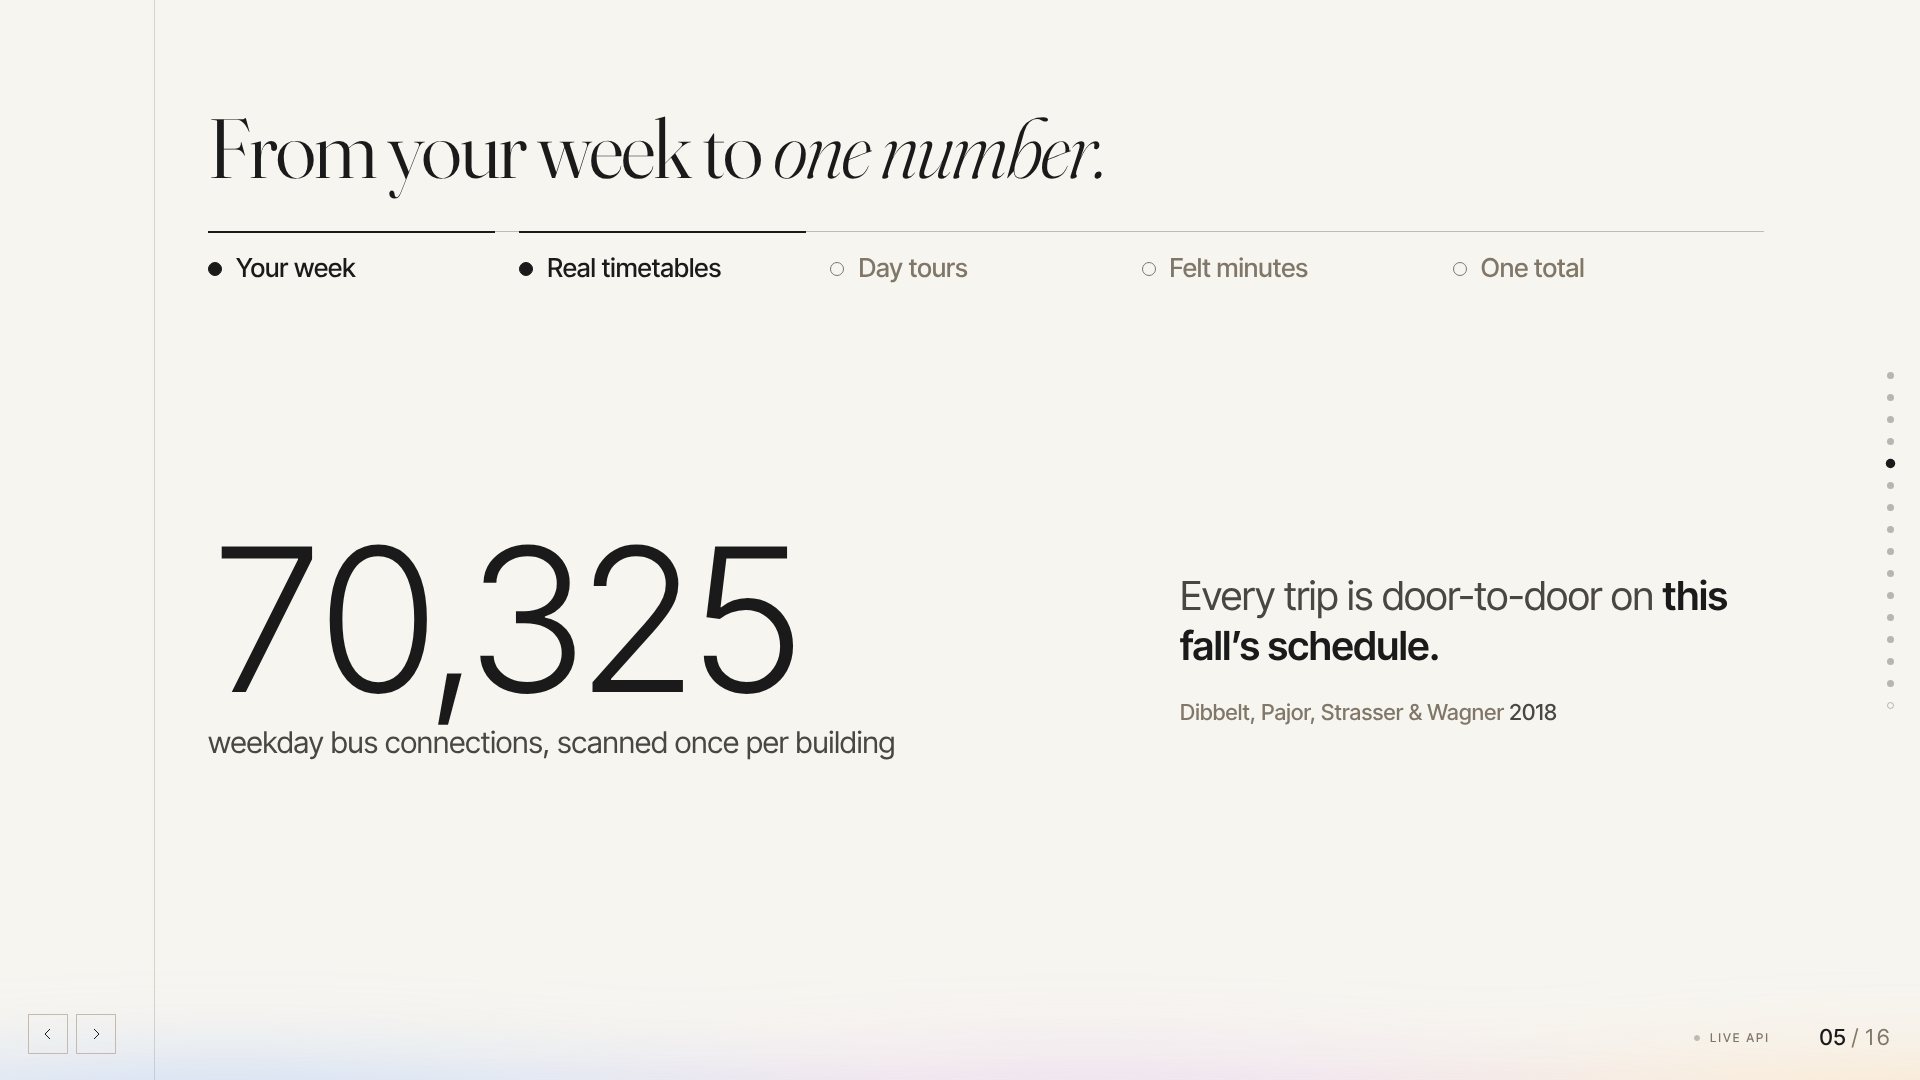 From your week to one number.
Your week
Real timetables
Day tours
Felt minutes
One total
70,325
weekday bus connections, scanned once per building
Every trip is door-to-door on this
fall’s schedule.
Dibbelt, Pajor, Strasser & Wagner 2018
LIVE API
05 / 16